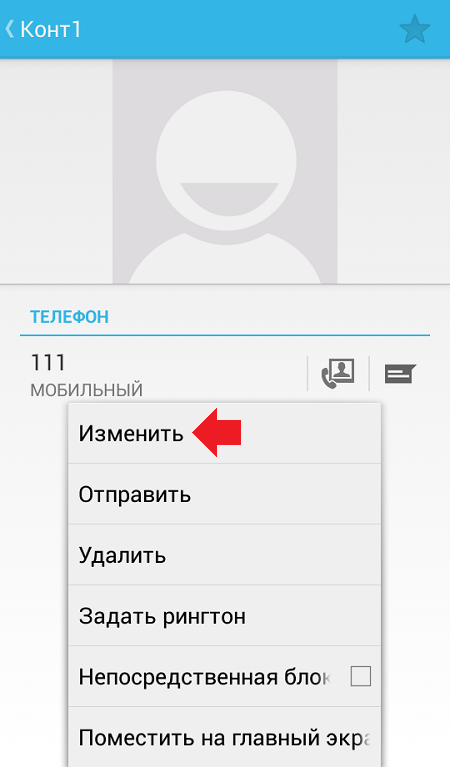 Конт1
ТЕЛЕФОН
111
МОБИЛЬНЫЙ
Изменить
Отправить
Удалить
Задать рингтон
Непосредственная блок
Поместить на главный экра